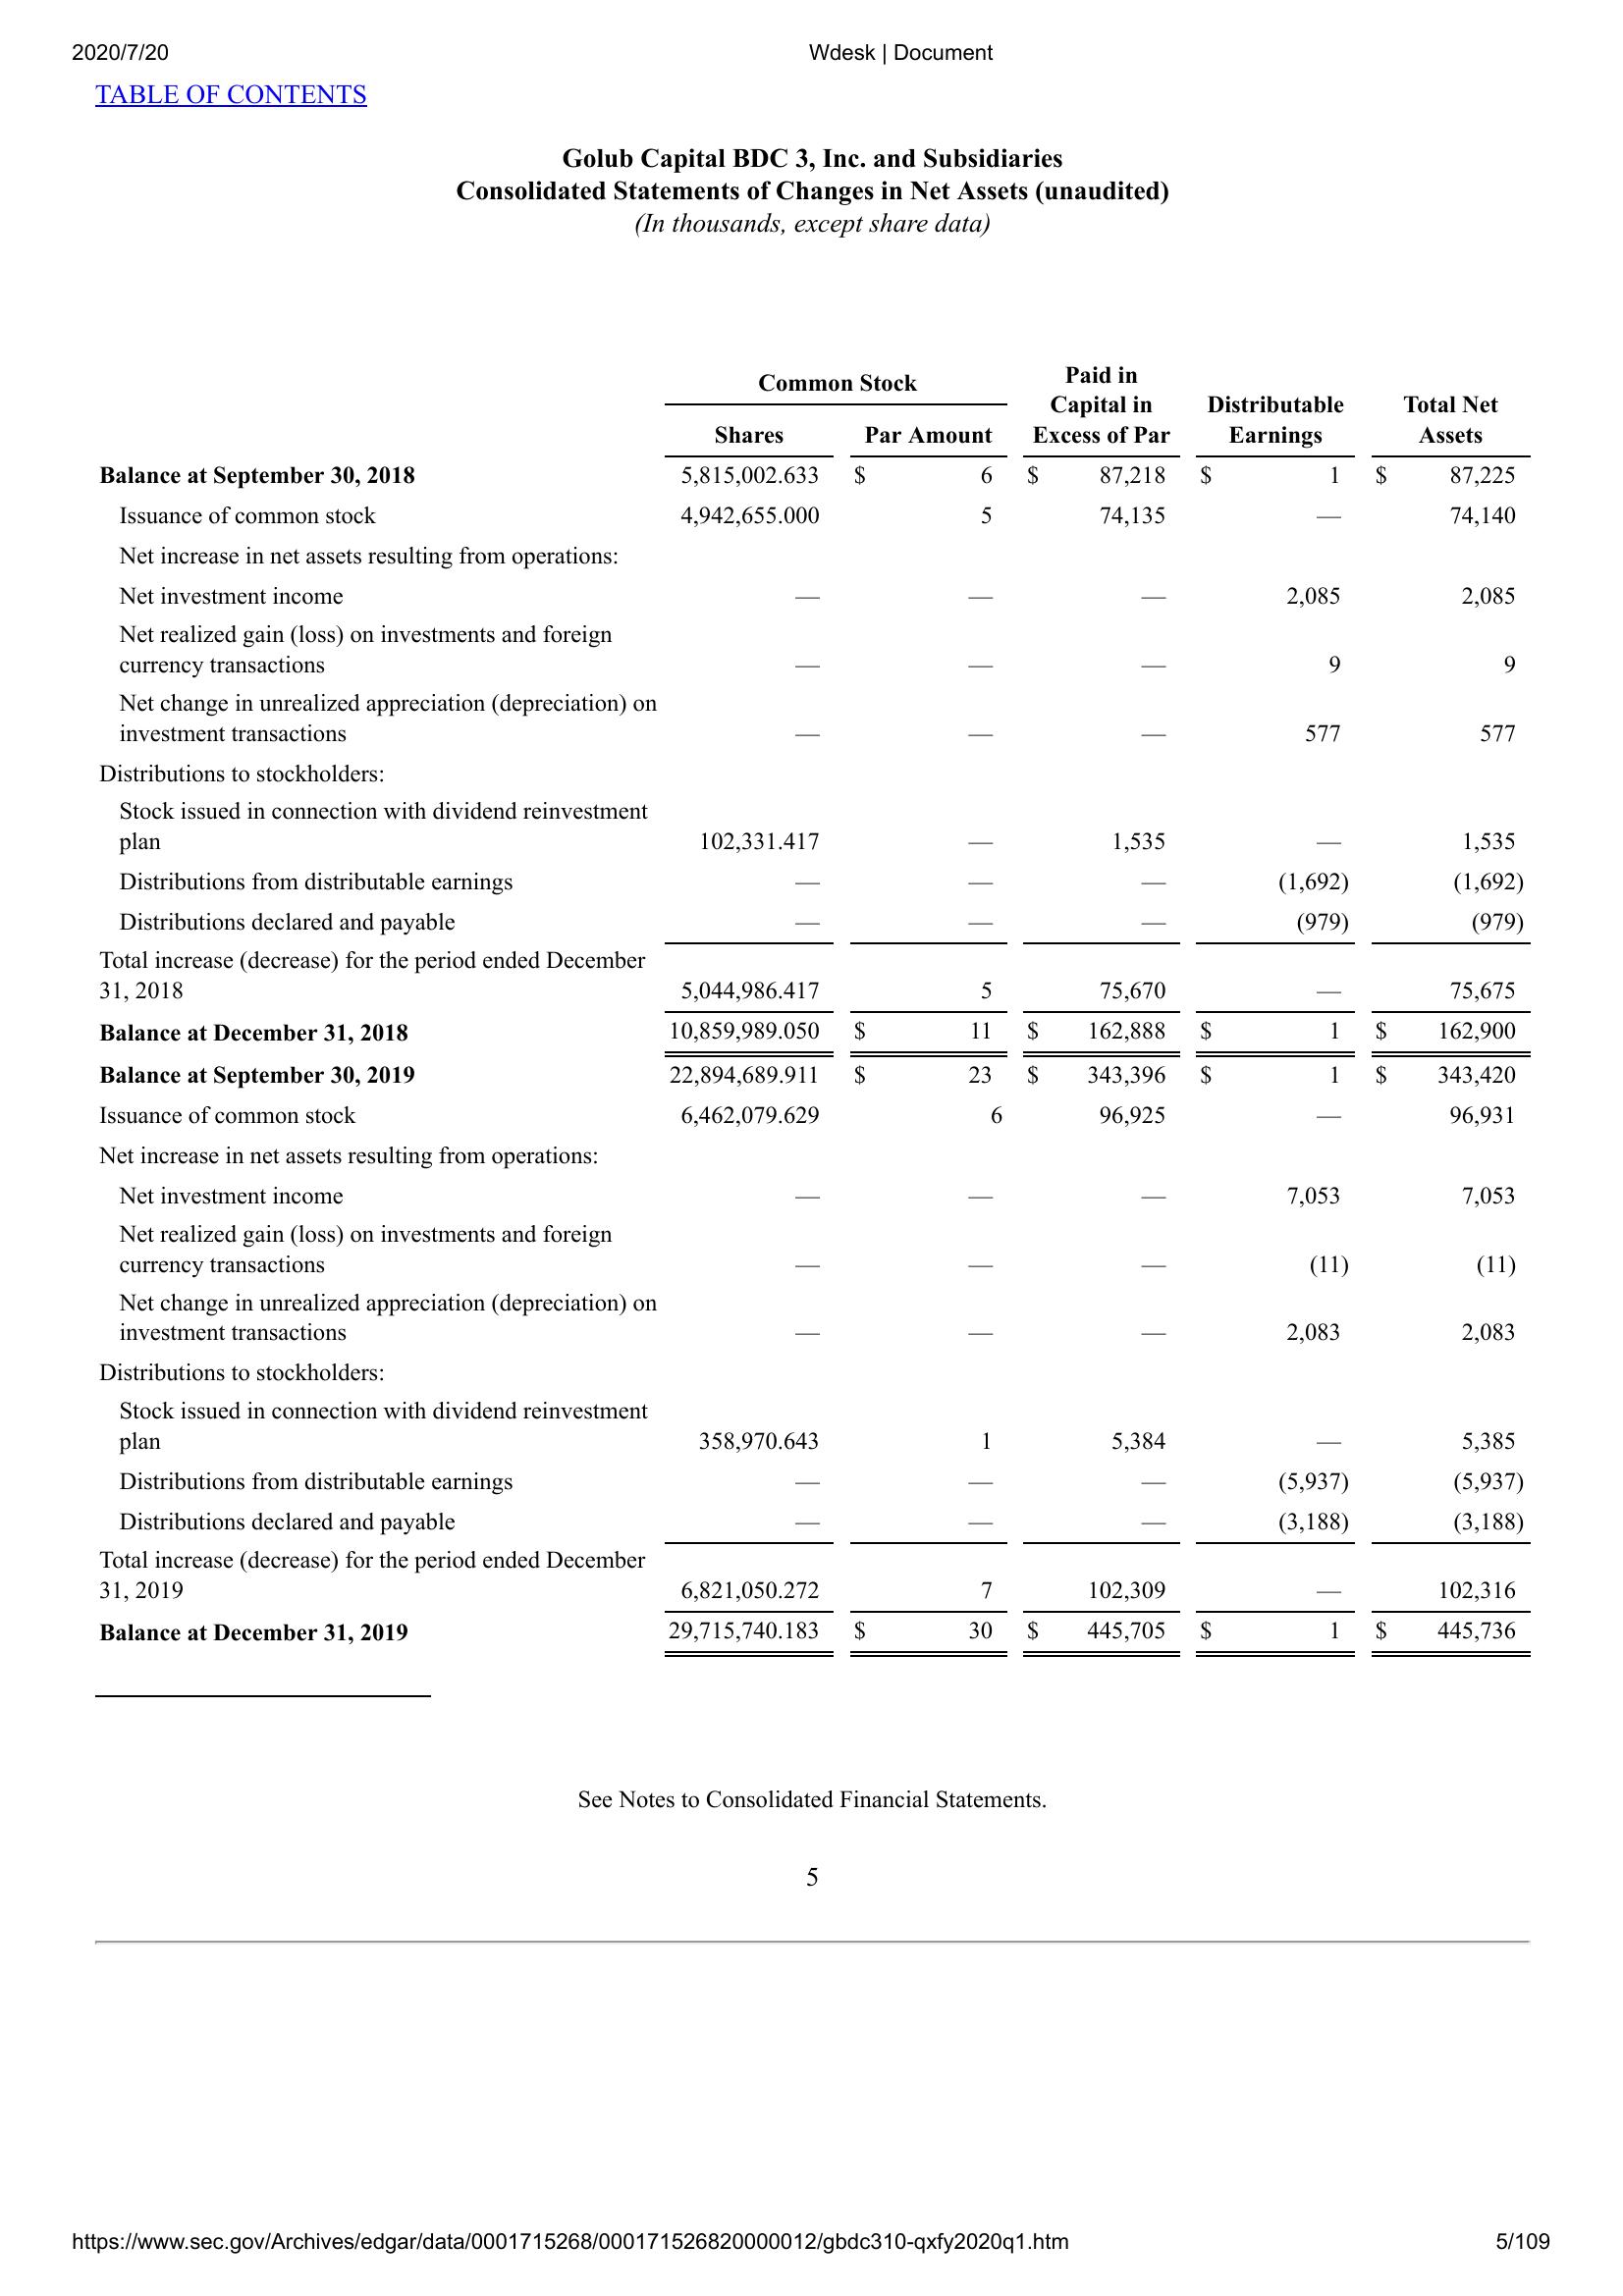 2020/7/20 Wdesk | Document
TABLE OF CONTENTS
Golub Capital BDC 3, Inc. and Subsidiaries
Consolidated Statements of Changes in Net Assets (unaudited)
(In thousands, except share data)
Common Stock Paid in Capital in Excess of Par Distributable Earnings Total Net Assets
Shares Par Amount
Balance at September 30, 2018 5,815,002.633 $ 6 $ 87,218 $ 1 $ 87,225
Issuance of common stock 4,942,655.000 5 74,135 — 74,140
Net increase in net assets resulting from operations:
Net investment income — — — 2,085 2,085
Net realized gain (loss) on investments and foreign
currency transactions — — — 9 9
Net change in unrealized appreciation (depreciation) on
investment transactions — — — 577 577
Distributions to stockholders:
Stock issued in connection with dividend reinvestment
plan 102,331.417 — 1,535 — 1,535
Distributions from distributable earnings — — — (1,692) (1,692)
Distributions declared and payable — — — (979) (979)
Total increase (decrease) for the period ended December
31, 2018 5,044,986.417 5 75,670 — 75,675
Balance at December 31, 2018 10,859,989.050 $ 11 $ 162,888 $ 1 $ 162,900
Balance at September 30, 2019 22,894,689.911 $ 23 $ 343,396 $ 1 $ 343,420
Issuance of common stock 6,462,079.629 6 96,925 — 96,931
Net increase in net assets resulting from operations:
Net investment income — — — 7,053 7,053
Net realized gain (loss) on investments and foreign
currency transactions — — — (11) (11)
Net change in unrealized appreciation (depreciation) on
investment transactions — — — 2,083 2,083
Distributions to stockholders:
Stock issued in connection with dividend reinvestment
plan 358,970.643 1 5,384 — 5,385
Distributions from distributable earnings — — — (5,937) (5,937)
Distributions declared and payable — — — (3,188) (3,188)
Total increase (decrease) for the period ended December
31, 2019 6,821,050.272 7 102,309 — 102,316
Balance at December 31, 2019 29,715,740.183 $ 30 $ 445,705 $ 1 $ 445,736
See Notes to Consolidated Financial Statements.
5
https://www.sec.gov/Archives/edgar/data/0001715268/000171526820000012/gbdc310-qxfy2020q1.htm 5/109